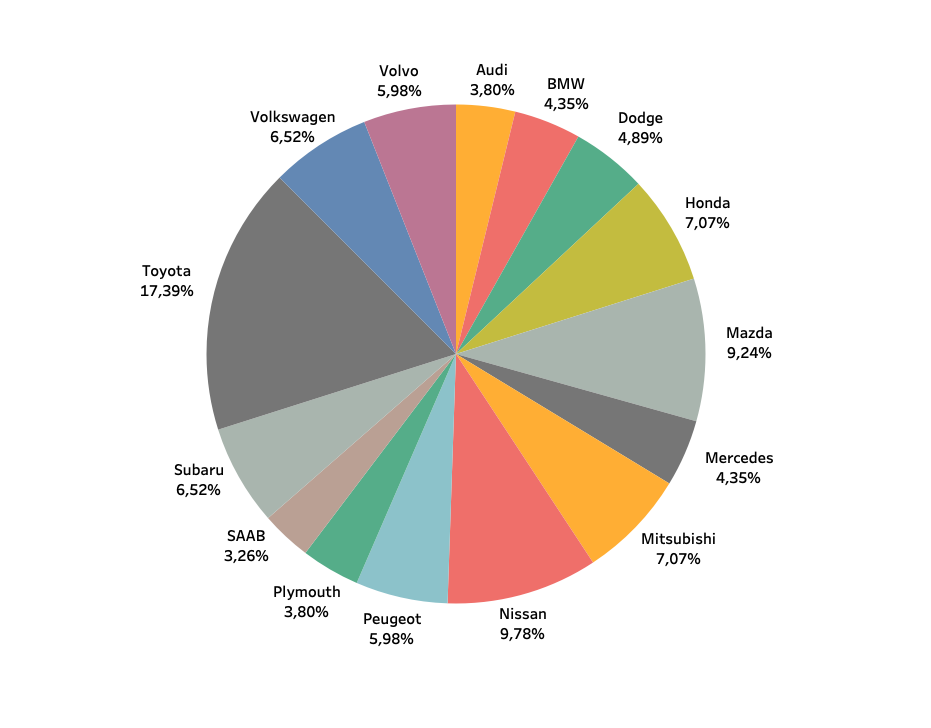 Volvo
5,98%
Audi
3,80%
BMW
4,35%
Dodge
4,89%
Volkswagen
6,52%
Honda
7,07%
Toyota
17,39%
Mazda
9,24%
Mercedes
4,35%
Subaru
6,52%
SAAB
3,26%
Mitsubishi
7,07%
Plymouth
3,80%
Peugeot
5,98%
Nissan
9,78%